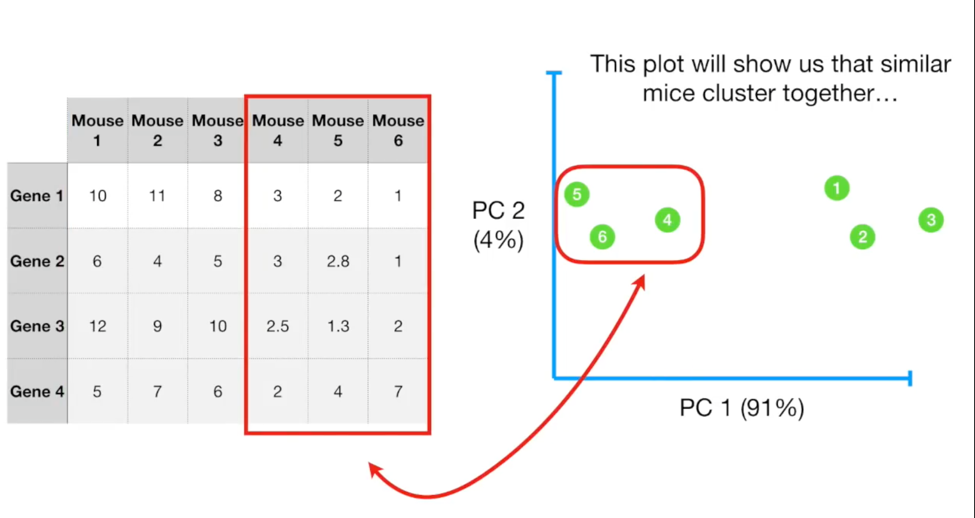 This plot will show us that similar
mice cluster together…
Mouse 1 Mouse 2 Mouse 3 Mouse 4 Mouse 5 Mouse 6
Gene 1 10 11 8 3 2 1
Gene 2 6 4 5 3 2.8 1
Gene 3 12 9 10 2.5 1.3 2
Gene 4 5 7 6 2 4 7
PC 2
(4%)
5
6
4
1
2
3
PC 1 (91%)